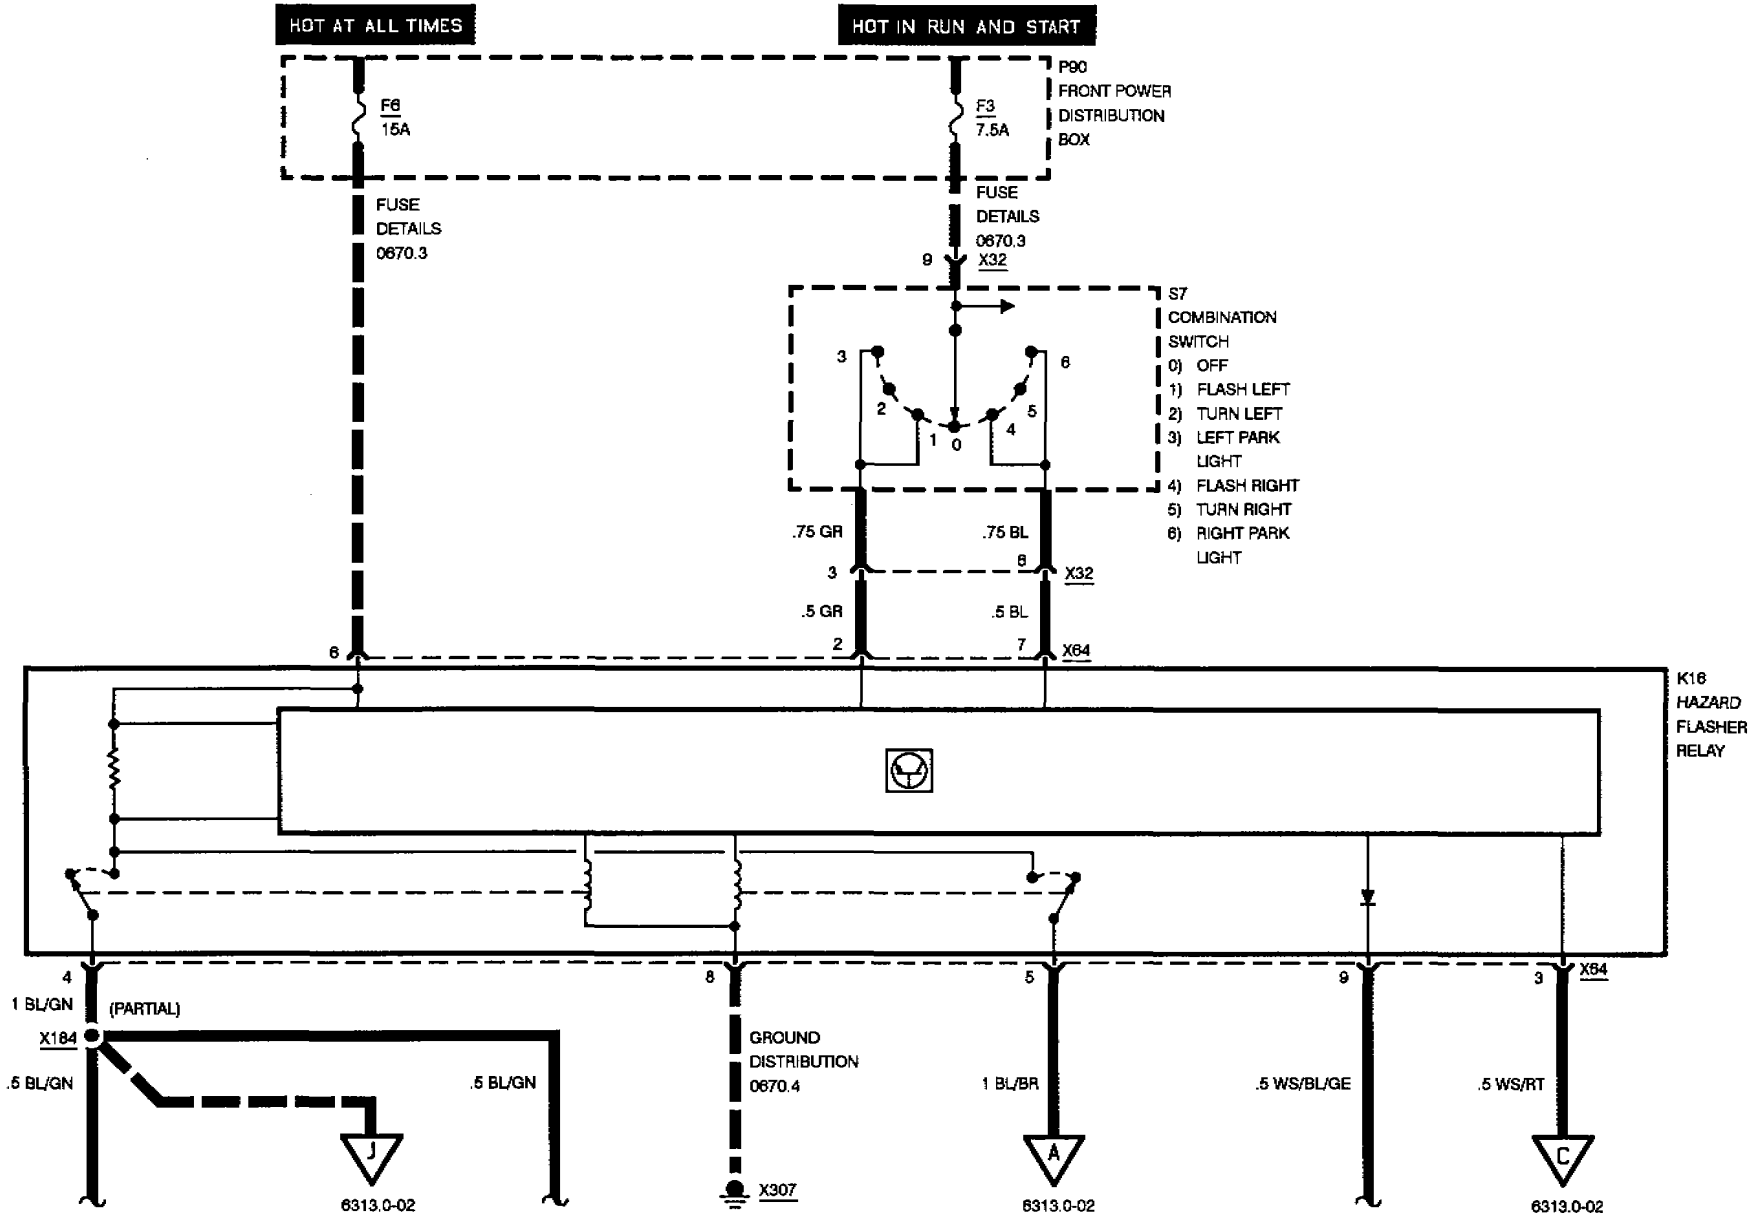 HOT AT ALL TIMES
HOT IN RUN AND START
P90
FRONT POWER
DISTRIBUTION
BOX
F6
15A
F3
7.5A
FUSE
DETAILS
0670.3
FUSE
DETAILS
0670.3
9
X32
S7
COMBINATION
SWITCH
0) OFF
1) FLASH LEFT
2) TURN LEFT
3) LEFT PARK
LIGHT
4) FLASH RIGHT
5) TURN RIGHT
6) RIGHT PARK
LIGHT
3
2
1
0
4
5
6
.75 GR
.75 BL
3
6
X32
.5 GR
.5 BL
6
2
7
X64
K16
HAZARD
FLASHER
RELAY
4
8
5
9
3
X64
1 BL/GN
(PARTIAL)
X184
.5 BL/GN
.5 BL/GN
GROUND
DISTRIBUTION
0670.4
1 BL/BR
.5 WS/BL/GE
.5 WS/RT
J
A
C
6313.0-02
X307
6313.0-02
6313.0-02